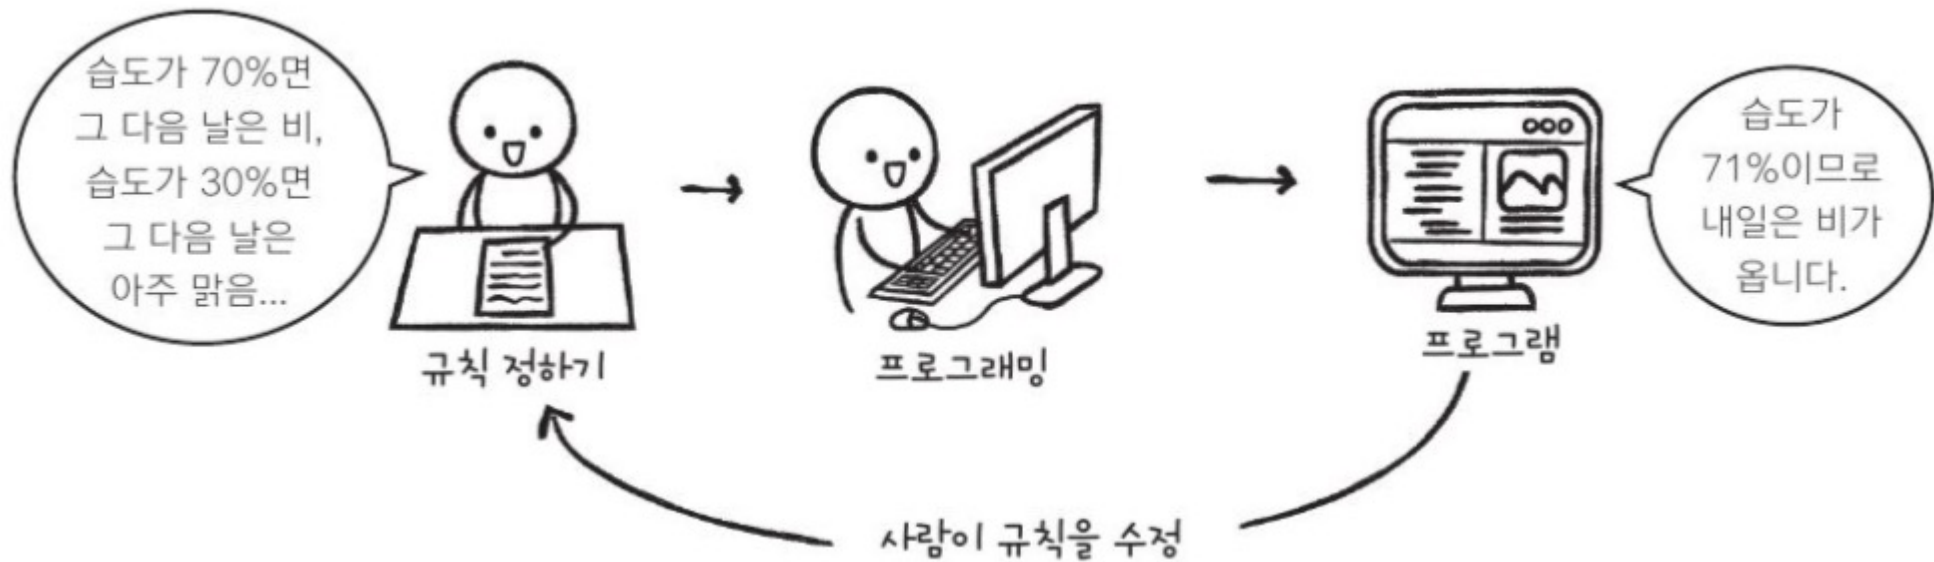 습도가 70%면
그 다음 날은 비,
습도가 30%면
그 다음 날은
아주 맑음...
규칙 정하기
프로그래밍
프로그램
습도가
71%이므로
내일은 비가
옵니다.
사람이 규칙을 수정